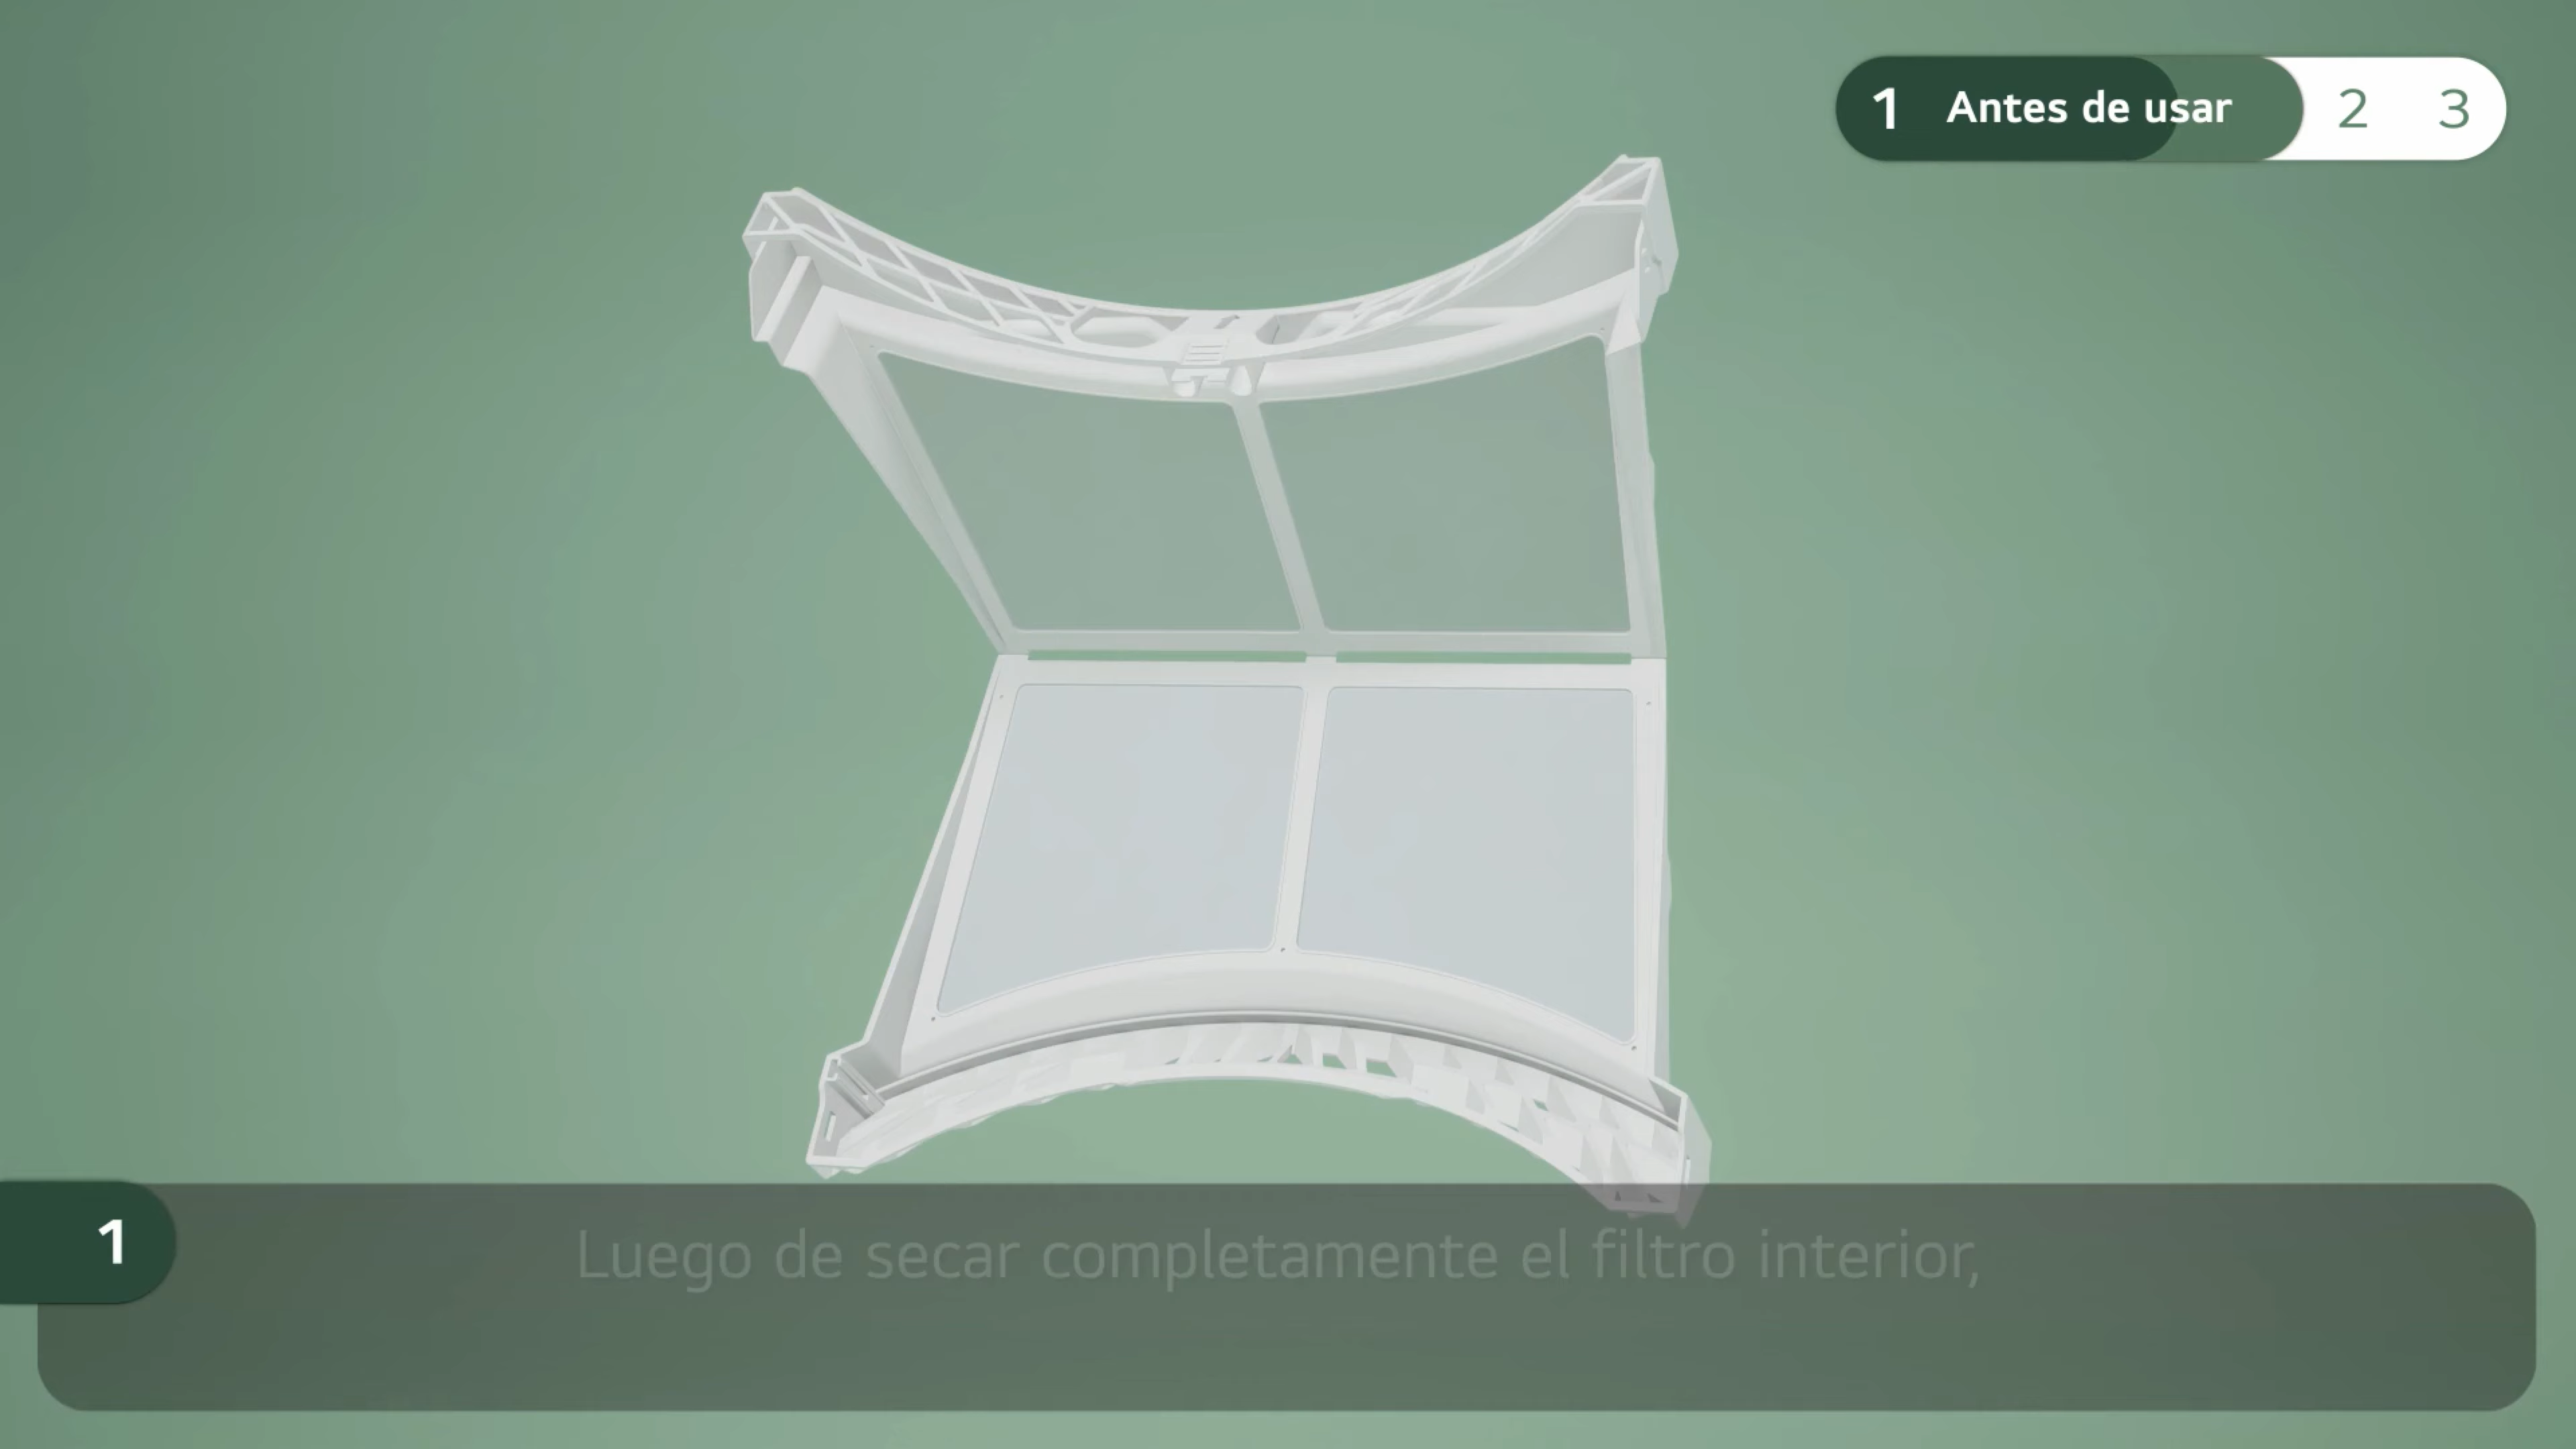 1 Antes de usar 2 3
1
Luego de secar completamente el filtro interior,